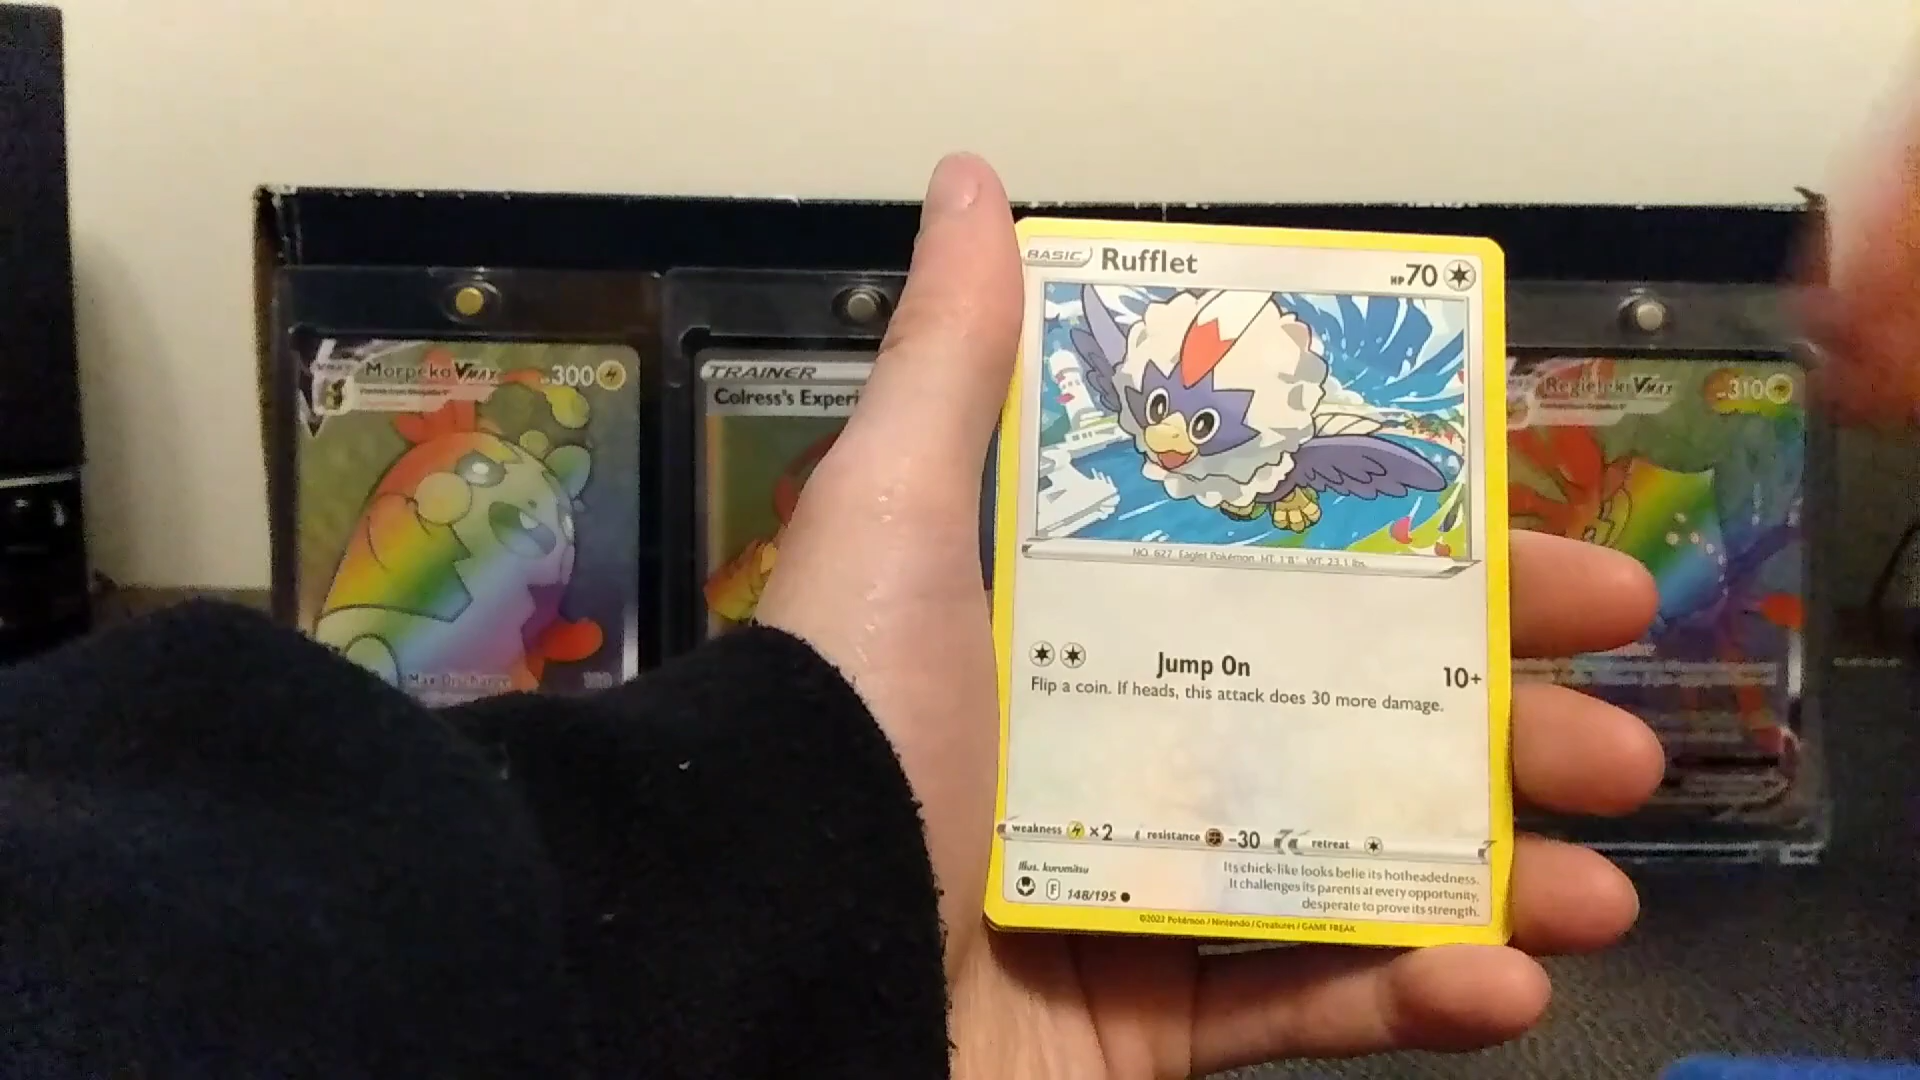 BASIC Rufflet HP70
NO. 627 Eaglet Pokémon HT: 1'8" WT: 23.1 lbs.
Jump On 10+
Flip a coin. If heads, this attack does 30 more damage.
weakness ×2 resistance -30 retreat
Illus. kurumitsu
F 148/195
Its chick-like looks belie its hotheadedness.
It challenges its parents at every opportunity,
desperate to prove its strength.
©2022 Pokémon / Nintendo / Creatures / GAME FREAK
Morpeko VMAX 300
Max Discharge 180
TRAINER
Colress's Experi
Regieleki VMAX 310